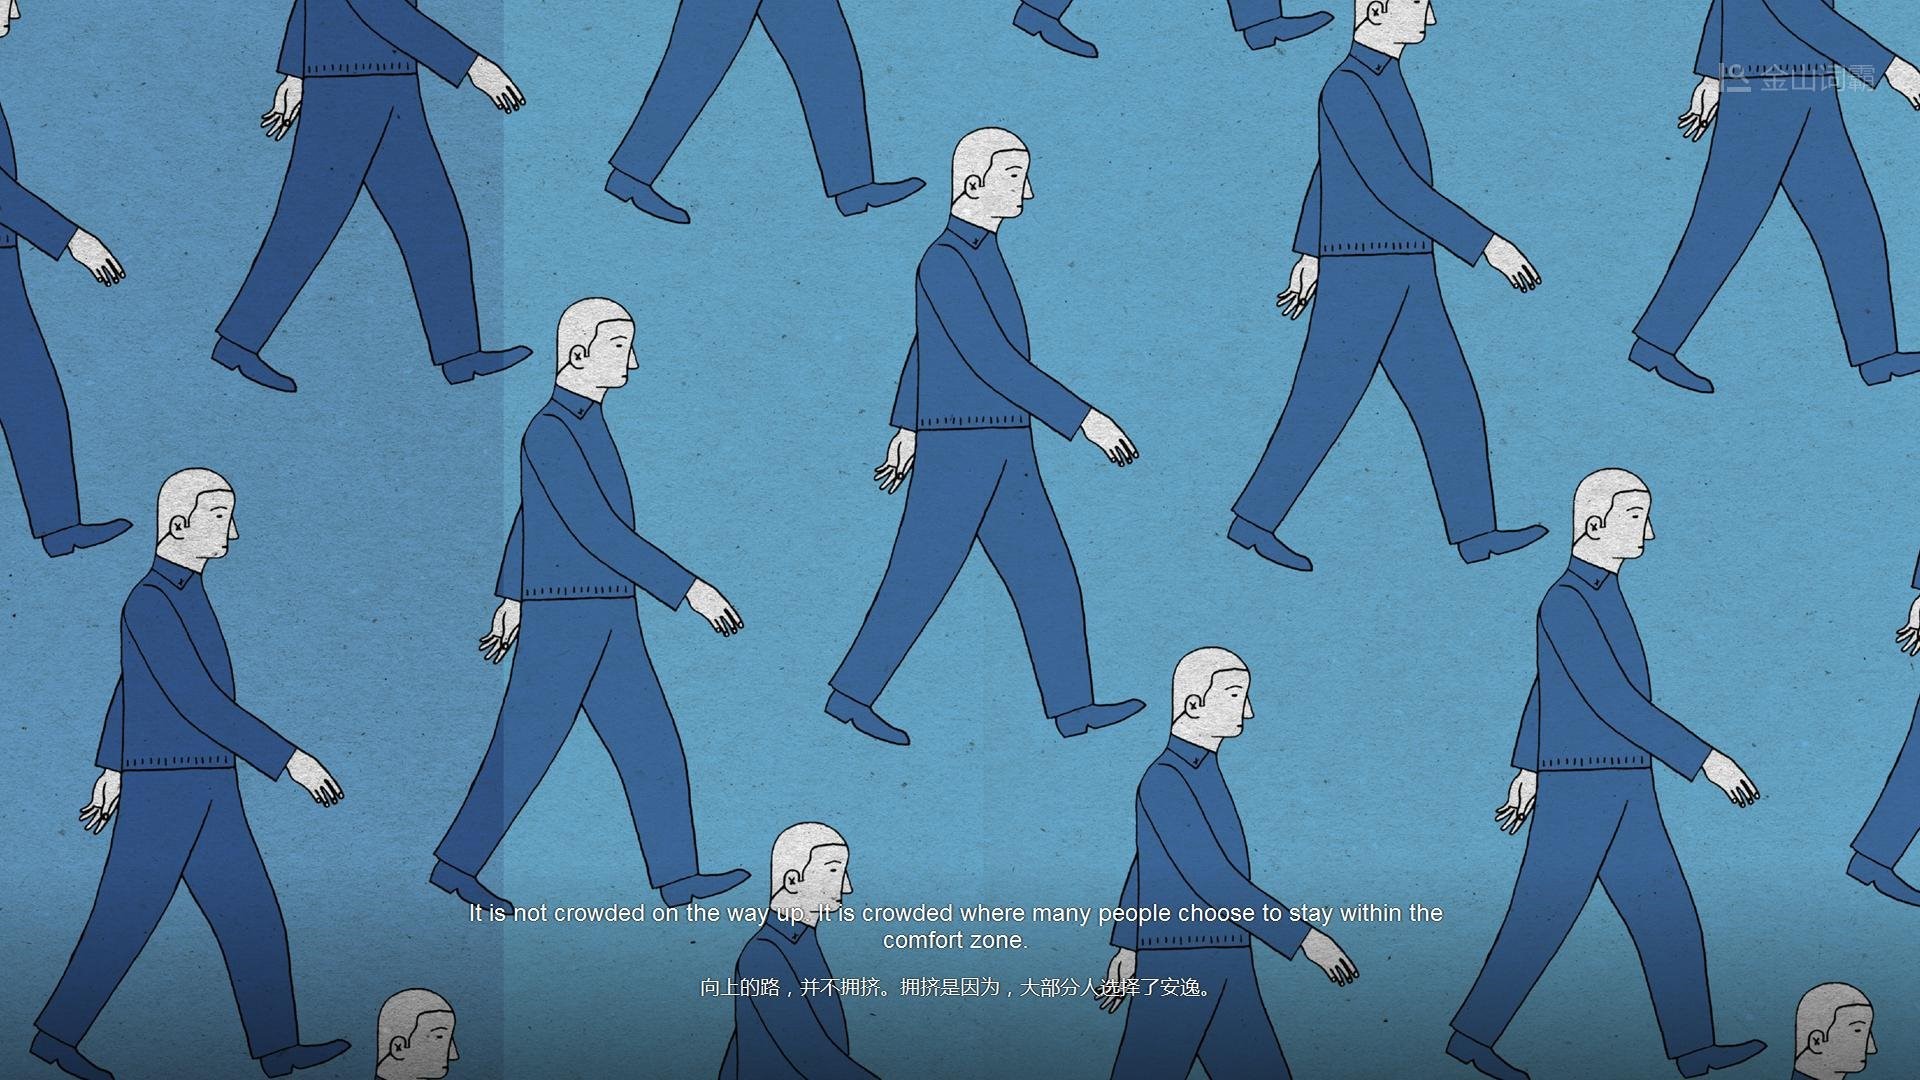 金山词霸
It is not crowded on the way up. It is crowded where many people choose to stay within the
comfort zone.
向上的路，并不拥挤。拥挤是因为，大部分人选择了安逸。